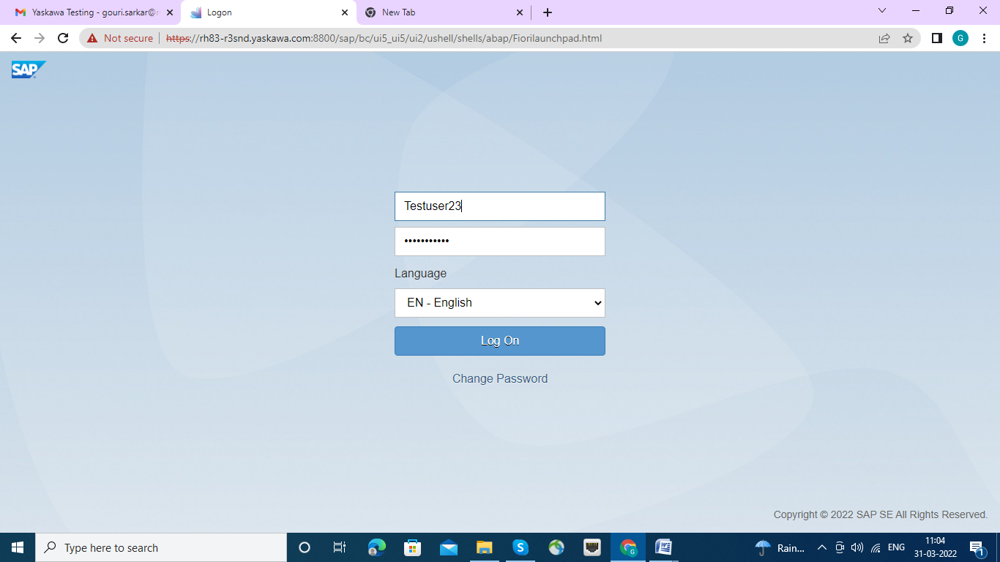 Yaskawa Testing - gouri.sarkar@
Logon
New Tab
Not secure
https://rh83-r3snd.yaskawa.com:8800/sap/bc/ui5_ui5/ui2/ushell/shells/abap/Fiorilaunchpad.html
G
SAP
Testuser23
•••••••••••
Language
EN - English
Log On
Change Password
Copyright © 2022 SAP SE All Rights Reserved.
Type here to search
Rain...
ENG
11:04
31-03-2022
1